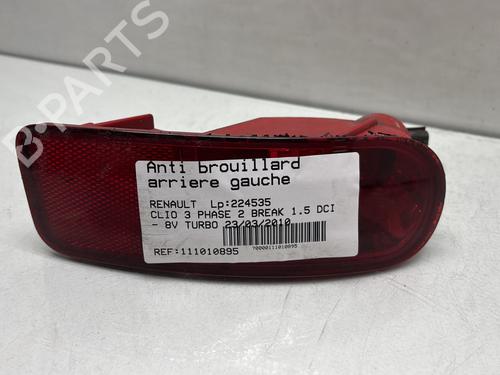 Anti brouillard
arriere gauche
RENAULT Lp:224535
CLIO 3 PHASE 2 BREAK 1.5 DCI
- 8V TURBO 23/03/2010
REF:111010895
70000111010895